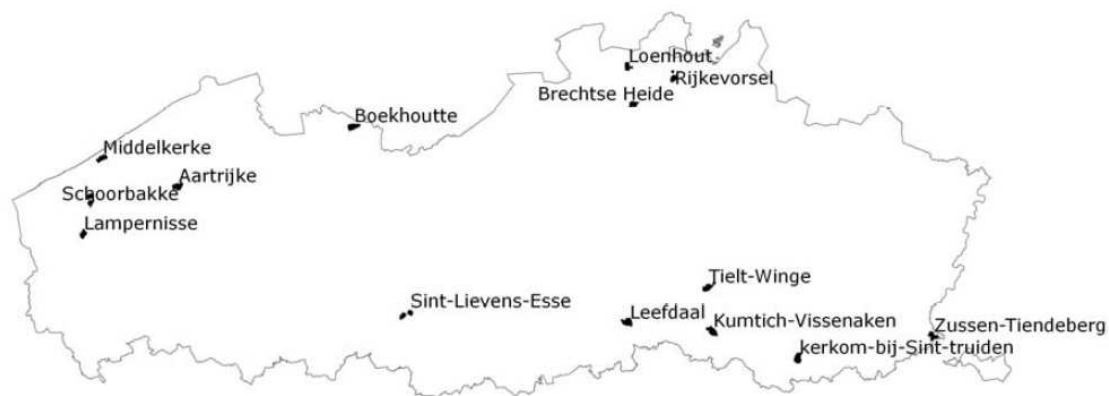 Loenhout
Rijkevorsel
Brechtse Heide
Boekhoutte
Middelkerke
Aartrijke
Schoorbakke
Lampernisse
Tielt-Winge
Sint-Lievens-Esse
Leefdaal
Kumtich-Vissenaken
Zussen-Tiendeberg
kerkom-bij-Sint-truiden